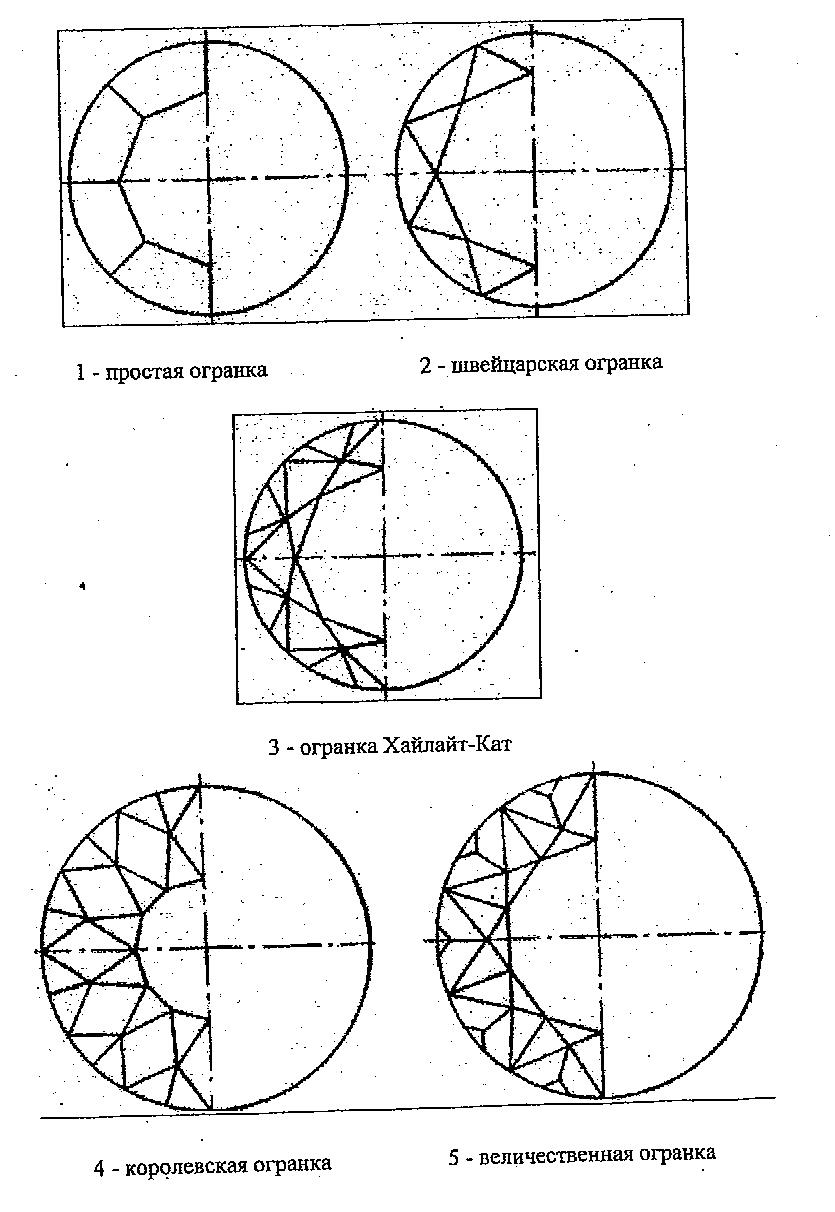 1 - простая огранка
2 - швейцарская огранка
3 - огранка Хайлайт-Кат
4 - королевская огранка
5 - величественная огранка